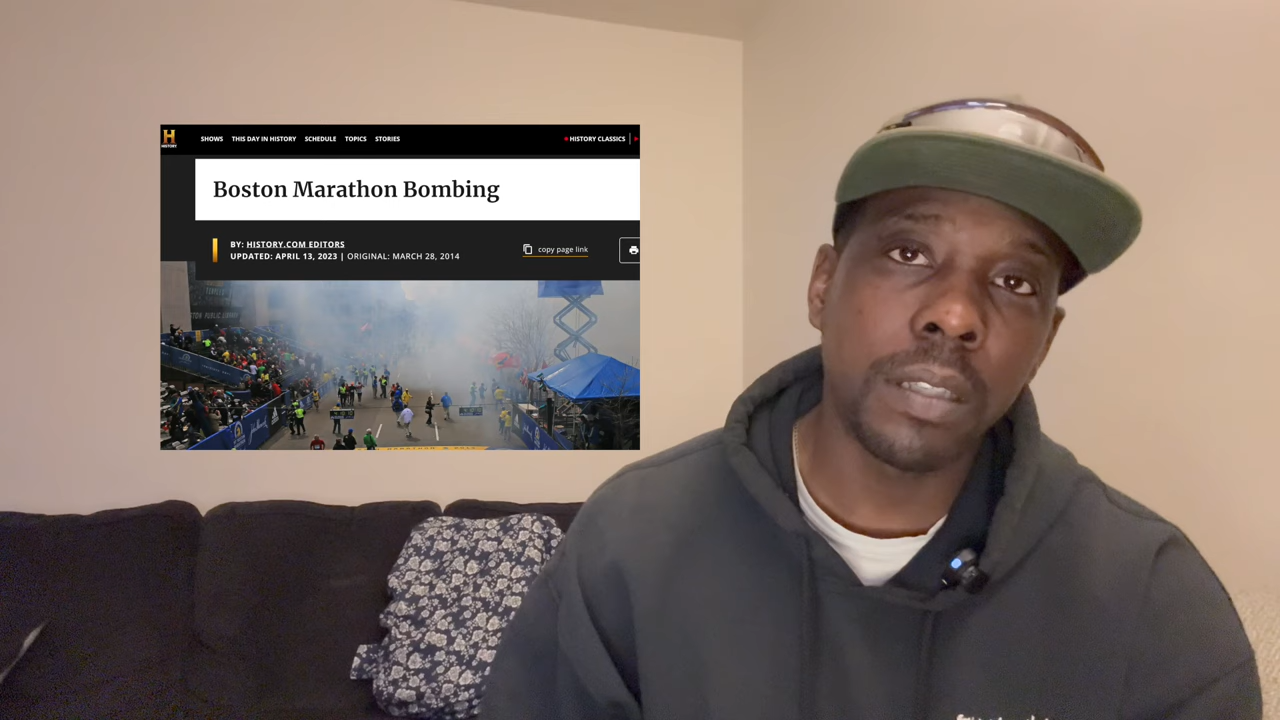 H
HISTORY
SHOWS THIS DAY IN HISTORY SCHEDULE TOPICS STORIES HISTORY CLASSICS
Boston Marathon Bombing
BY: HISTORY.COM EDITORS
UPDATED: APRIL 13, 2023 | ORIGINAL: MARCH 28, 2014
copy page link